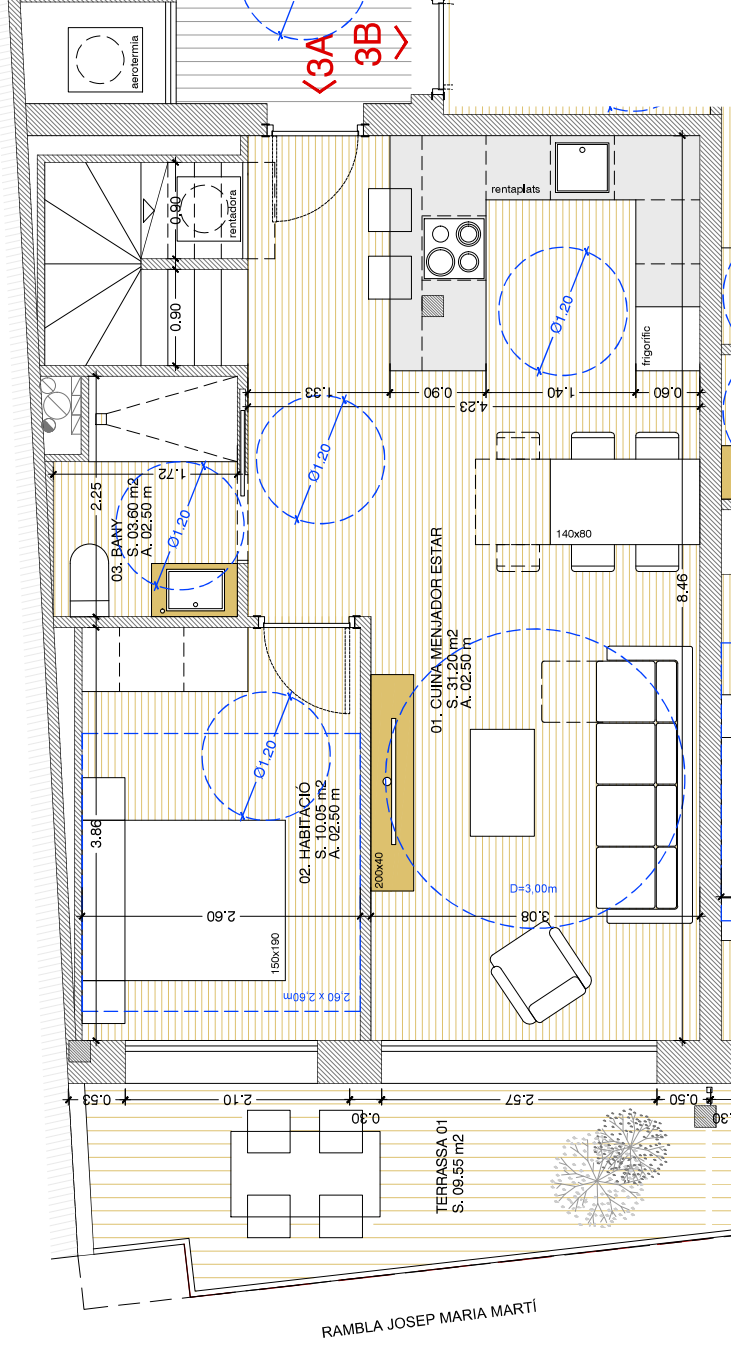 aerotermia
3A
3B
0.90
rentadora
0.90
rentaplats
Ø1.20
frigorífic
1.33
0.90
1.40
0.60
4.23
1.72
2.25
03. BANY
S. 03.60 m2
A. 02.50 m
Ø1.20
Ø1.20
140x80
01. CUINA MENJADOR ESTAR
S. 31.20 m2
A. 02.50 m
8.46
Ø1.20
3.86
02. HABITACIÓ
S. 10.05 m2
A. 02.50 m
200x40
D=3,00m
2.60
3.08
150x190
2,60 x 2,60m
0.53
2.10
0.30
2.57
0.50
0.30
TERRASSA 01
S. 09.55 m2
RAMBLA JOSEP MARIA MARTÍ